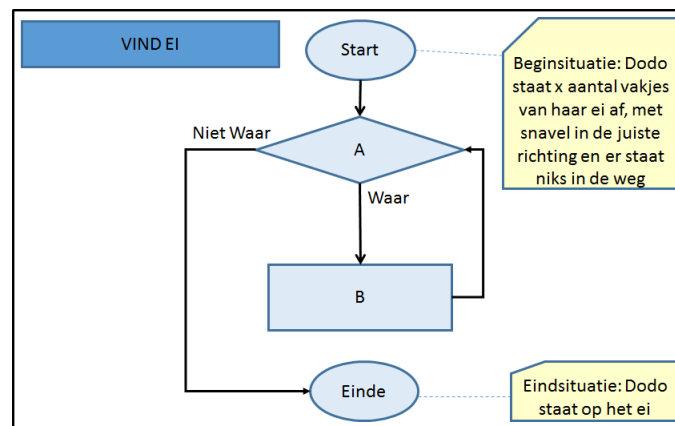 VIND EI
Start
Beginsituatie: Dodo
staat x aantal vakjes
van haar ei af, met
snavel in de juiste
richting en er staat
niks in de weg
Niet Waar
A
Waar
B
Einde
Eindsituatie: Dodo
staat op het ei